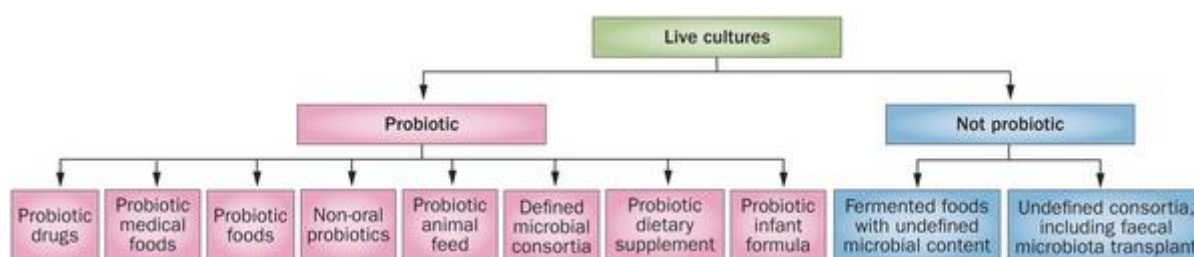 Live cultures
Probiotic
Not probiotic
Probiotic
drugs
Probiotic
medical
foods
Probiotic
foods
Non-oral
probiotics
Probiotic
animal
feed
Defined
microbial
consortia
Probiotic
dietary
supplement
Probiotic
infant
formula
Fermented foods
with undefined
microbial content
Undefined consortia,
including faecal
microbiota transplant